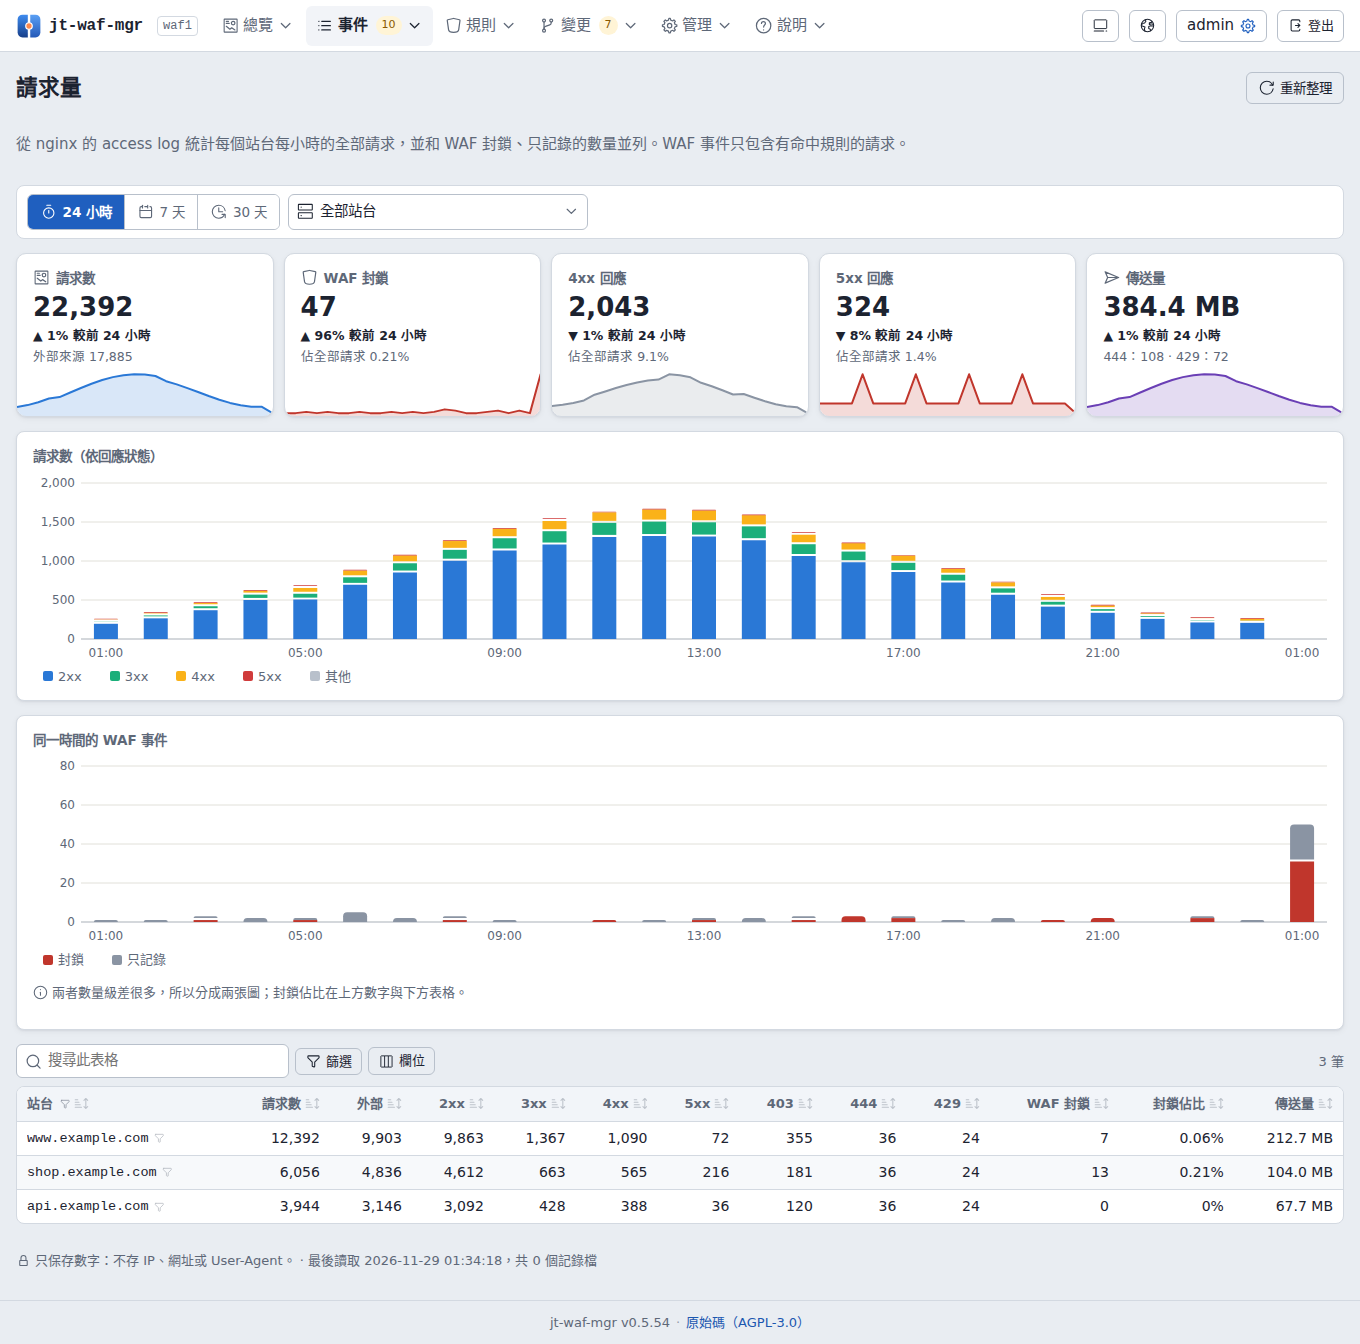 jt-waf-mgr waf1 總覽 事件 10 規則 變更 7 管理 說明 admin 登出
請求量
重新整理
從 nginx 的 access log 統計每個站台每小時的全部請求，並和 WAF 封鎖、只記錄的數量並列。WAF 事件只包含有命中規則的請求。
24 小時 7 天 30 天 全部站台
請求數 WAF 封鎖 4xx 回應 5xx 回應 傳送量
22,392 47 2,043 324 384.4 MB
▲ 1% 較前 24 小時 ▲ 96% 較前 24 小時 ▼ 1% 較前 24 小時 ▼ 8% 較前 24 小時 ▲ 1% 較前 24 小時
外部來源 17,885 佔全部請求 0.21% 佔全部請求 9.1% 佔全部請求 1.4% 444：108 · 429：72
請求數（依回應狀態）
2,000
1,500
1,000
500
0
01:00 05:00 09:00 13:00 17:00 21:00 01:00
2xx 3xx 4xx 5xx 其他
同一時間的 WAF 事件
80
60
40
20
0
01:00 05:00 09:00 13:00 17:00 21:00 01:00
封鎖 只記錄
兩者數量級差很多，所以分成兩張圖；封鎖佔比在上方數字與下方表格。
搜尋此表格 篩選 欄位 3 筆
站台 請求數 外部 2xx 3xx 4xx 5xx 403 444 429 WAF 封鎖 封鎖佔比 傳送量
www.example.com 12,392 9,903 9,863 1,367 1,090 72 355 36 24 7 0.06% 212.7 MB
shop.example.com 6,056 4,836 4,612 663 565 216 181 36 24 13 0.21% 104.0 MB
api.example.com 3,944 3,146 3,092 428 388 36 120 36 24 0 0% 67.7 MB
只保存數字：不存 IP、網址或 User-Agent。 · 最後讀取 2026-11-29 01:34:18，共 0 個記錄檔
jt-waf-mgr v0.5.54 · 原始碼（AGPL-3.0）